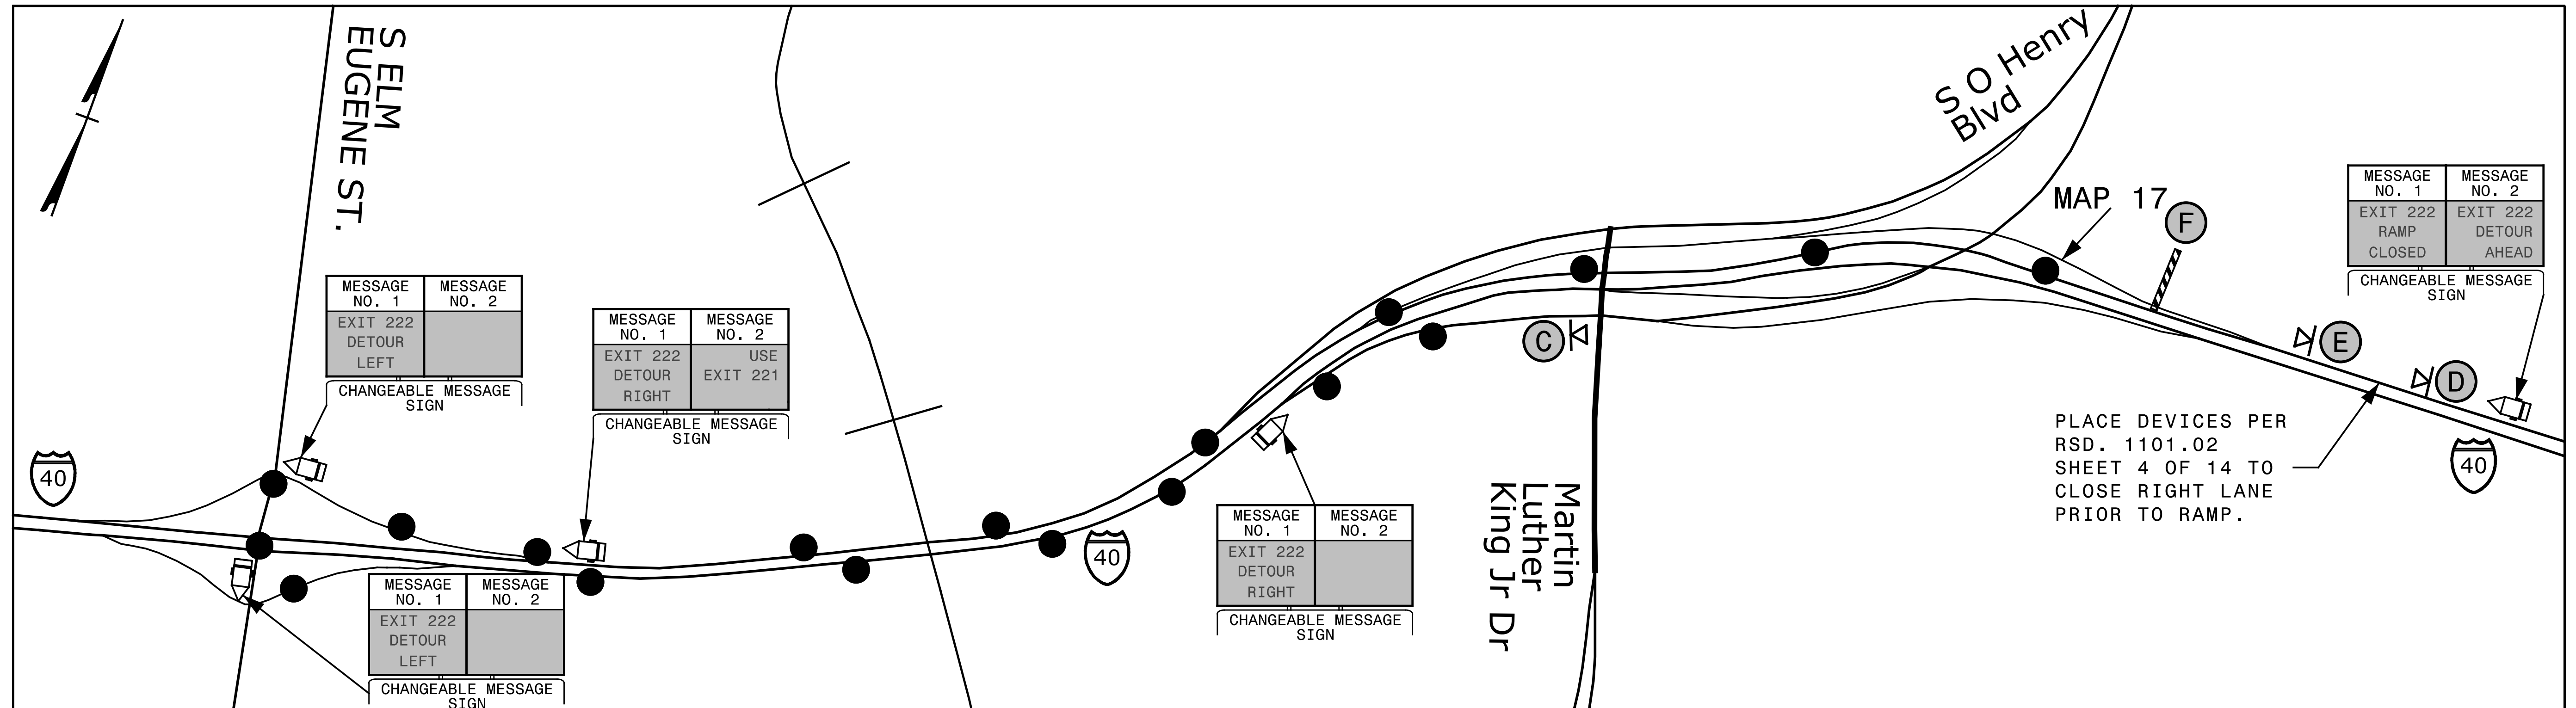 S ELM
EUGENE ST.
S O Henry
Blvd
MAP 17
F
MESSAGE NO. 1
MESSAGE NO. 2
EXIT 222
RAMP
CLOSED
EXIT 222
DETOUR
AHEAD
CHANGEABLE MESSAGE
SIGN
MESSAGE NO. 1
MESSAGE NO. 2
EXIT 222
DETOUR
LEFT
CHANGEABLE MESSAGE
SIGN
MESSAGE NO. 1
MESSAGE NO. 2
EXIT 222
DETOUR
RIGHT
USE
EXIT 221
CHANGEABLE MESSAGE
SIGN
C
E
D
PLACE DEVICES PER
RSD. 1101.02
SHEET 4 OF 14 TO
CLOSE RIGHT LANE
PRIOR TO RAMP.
40
40
40
Martin
Luther
King Jr Dr
MESSAGE NO. 1
MESSAGE NO. 2
EXIT 222
DETOUR
RIGHT
CHANGEABLE MESSAGE
SIGN
MESSAGE NO. 1
MESSAGE NO. 2
EXIT 222
DETOUR
LEFT
CHANGEABLE MESSAGE
SIGN